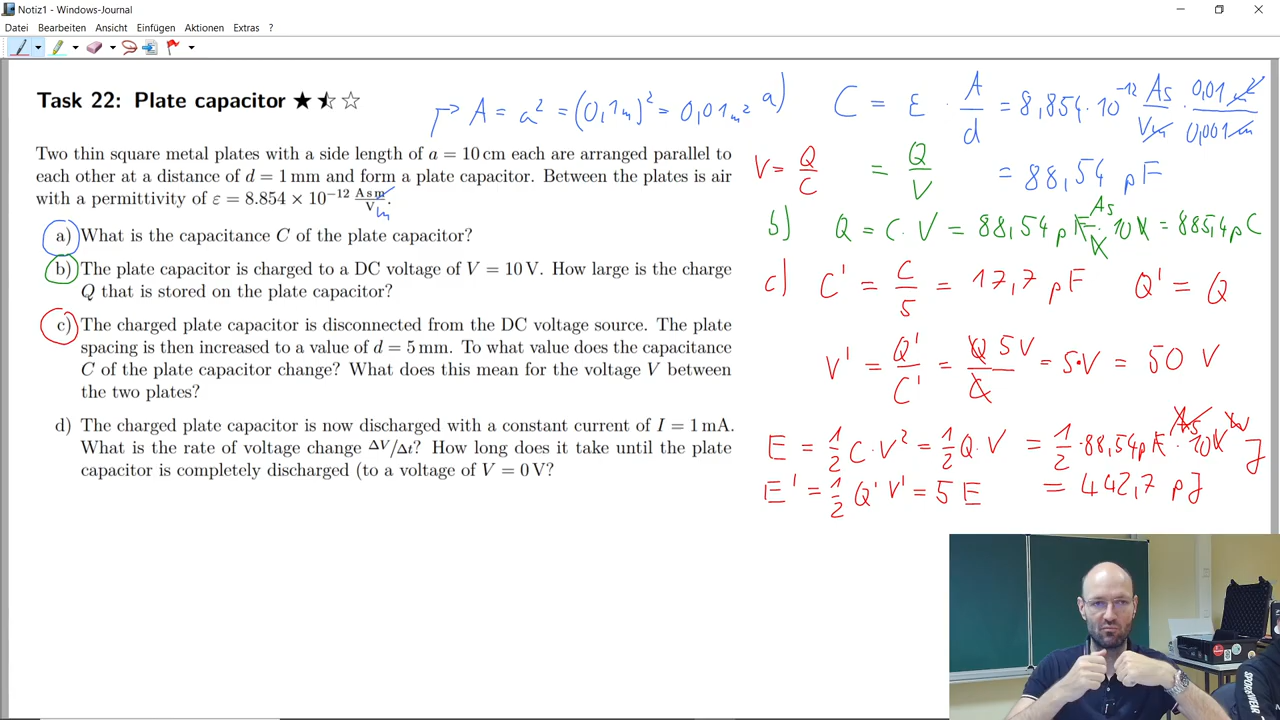 Notiz1 - Windows-Journal
Datei Bearbeiten Ansicht Einfügen Aktionen Extras ?
Task 22: Plate capacitor ★
A = a² = (0,1m)² = 0,01m²
Two thin square metal plates with a side length of a = 10 cm each are arranged parallel to
each other at a distance of d = 1 mm and form a plate capacitor. Between the plates is air
with a permittivity of ε = 8.854 × 10⁻¹² A s m / V m.
a) What is the capacitance C of the plate capacitor?
b) The plate capacitor is charged to a DC voltage of V = 10 V. How large is the charge
Q that is stored on the plate capacitor?
c) The charged plate capacitor is disconnected from the DC voltage source. The plate
spacing is then increased to a value of d = 5 mm. To what value does the capacitance
C of the plate capacitor change? What does this mean for the voltage V between
the two plates?
d) The charged plate capacitor is now discharged with a constant current of I = 1 mA.
What is the rate of voltage change ΔV/Δt? How long does it take until the plate
capacitor is completely discharged (to a voltage of V = 0 V?
a) C = ε · A/d = 8,854·10⁻¹² As/Vm · 0,01 m²/0,001 m
V = Q/C = Q/V = 88,54 pF
b) Q = C · V = 88,54 pF As/V · 10V = 885,4 pC
c) C' = C/5 = 17,7 pF Q' = Q
V' = Q'/C' = Q 5V/Q = 5·V = 50 V
E = 1/2 C·V² = 1/2 Q·V = 1/2 · 88,54pF · 10V J
E' = 1/2 Q' V' = 5 E = 442,7 pJ
SPORTWEAR